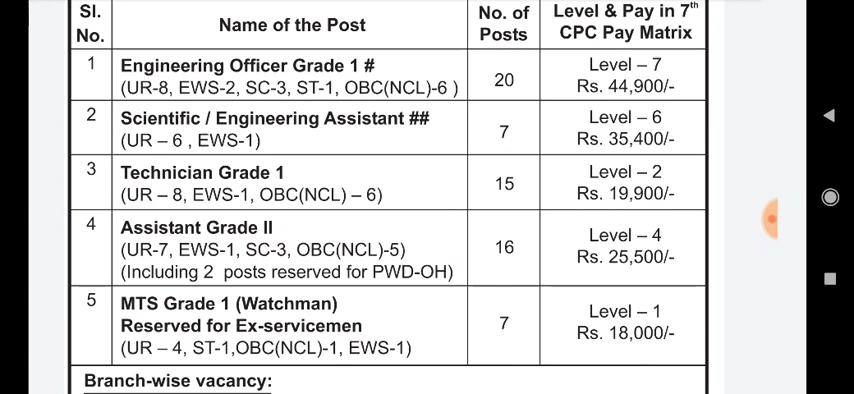 Sl. No. Name of the Post No. of Posts Level & Pay in 7th CPC Pay Matrix
1 Engineering Officer Grade 1 # 20 Level – 7
(UR-8, EWS-2, SC-3, ST-1, OBC(NCL)-6 ) Rs. 44,900/-
2 Scientific / Engineering Assistant ## 7 Level – 6
(UR – 6 , EWS-1) Rs. 35,400/-
3 Technician Grade 1 15 Level – 2
(UR – 8, EWS-1, OBC(NCL) – 6) Rs. 19,900/-
4 Assistant Grade II
(UR-7, EWS-1, SC-3, OBC(NCL)-5) 16 Level – 4
(Including 2 posts reserved for PWD-OH) Rs. 25,500/-
5 MTS Grade 1 (Watchman) Level – 1
Reserved for Ex-servicemen 7 Rs. 18,000/-
(UR – 4, ST-1,OBC(NCL)-1, EWS-1)
Branch-wise vacancy: